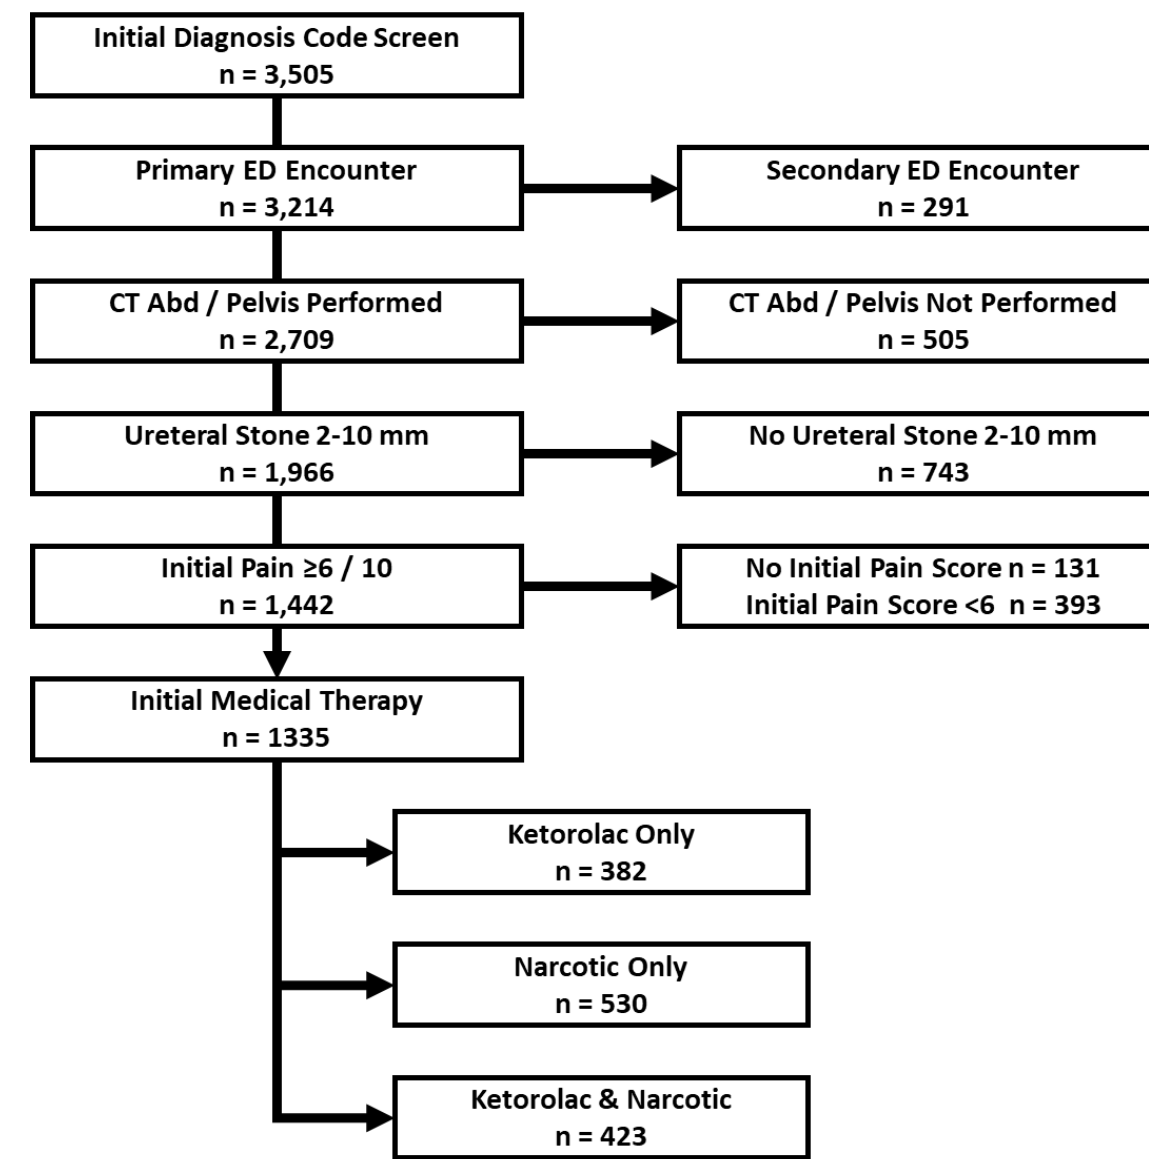 Initial Diagnosis Code Screen
n = 3,505
Primary ED Encounter
n = 3,214
Secondary ED Encounter
n = 291
CT Abd / Pelvis Performed
n = 2,709
CT Abd / Pelvis Not Performed
n = 505
Ureteral Stone 2-10 mm
n = 1,966
No Ureteral Stone 2-10 mm
n = 743
Initial Pain ≥6 / 10
n = 1,442
No Initial Pain Score n = 131
Initial Pain Score <6  n = 393
Initial Medical Therapy
n = 1335
Ketorolac Only
n = 382
Narcotic Only
n = 530
Ketorolac & Narcotic
n = 423